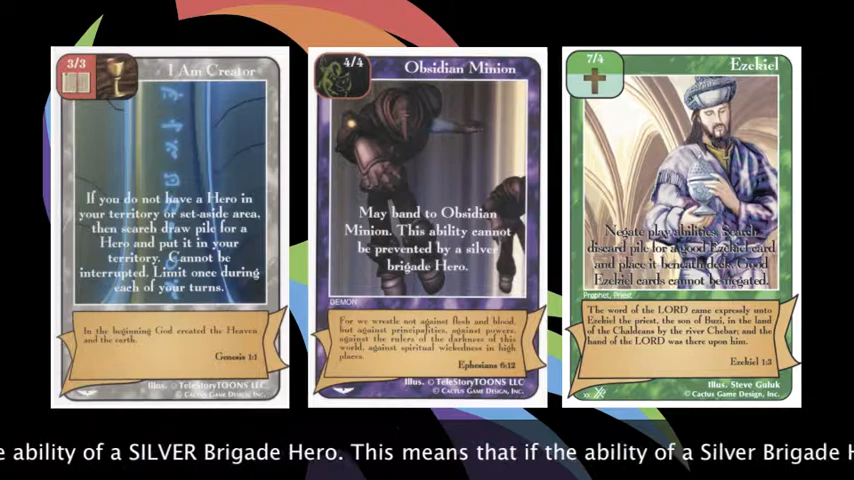 3/3
I Am Creator
If you do not have a Hero in
your territory or set-aside area,
then search draw pile for a
Hero and put it in your
territory. Cannot be
interrupted. Limit once during
each of your turns.
In the beginning God created the Heaven
and the earth.
Genesis 1:1
Illus. © TeleStoryTOONS LLC
© Cactus Game Design, Inc.
4/4
Obsidian Minion
May band to Obsidian
Minion. This ability cannot
be prevented by a silver
brigade Hero.
DEMON
For we wrestle not against flesh and blood,
but against principalities, against powers,
against the rulers of the darkness of this
world, against spiritual wickedness in high
places.
Ephesians 6:12
Illus. © TeleStoryTOONS LLC
© Cactus Game Design, Inc.
7/4
Ezekiel
Negate play abilities. Search
discard pile for a good Ezekiel card
and place it beneath deck. Good
Ezekiel cards cannot be negated.
Prophet, Priest
The word of the LORD came expressly unto
Ezekiel the priest, the son of Buzi, in the land
of the Chaldeans by the river Chebar; and the
hand of the LORD was there upon him.
Ezekiel 1:3
Illus. Steve Guluk
© Cactus Game Design, Inc.
e ability of a SILVER Brigade Hero. This means that if the ability of a Silver Brigade H